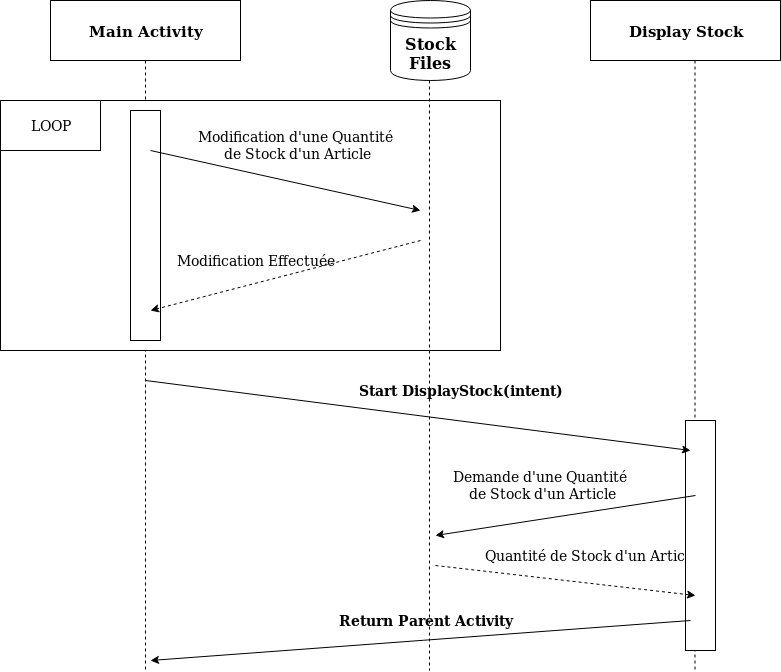 Main Activity
Stock
Files
Display Stock
LOOP
Modification d'une Quantité
de Stock d'un Article
Modification Effectuée
Start DisplayStock(intent)
Demande d'une Quantité
de Stock d'un Article
Quantité de Stock d'un Artic
Return Parent Activity